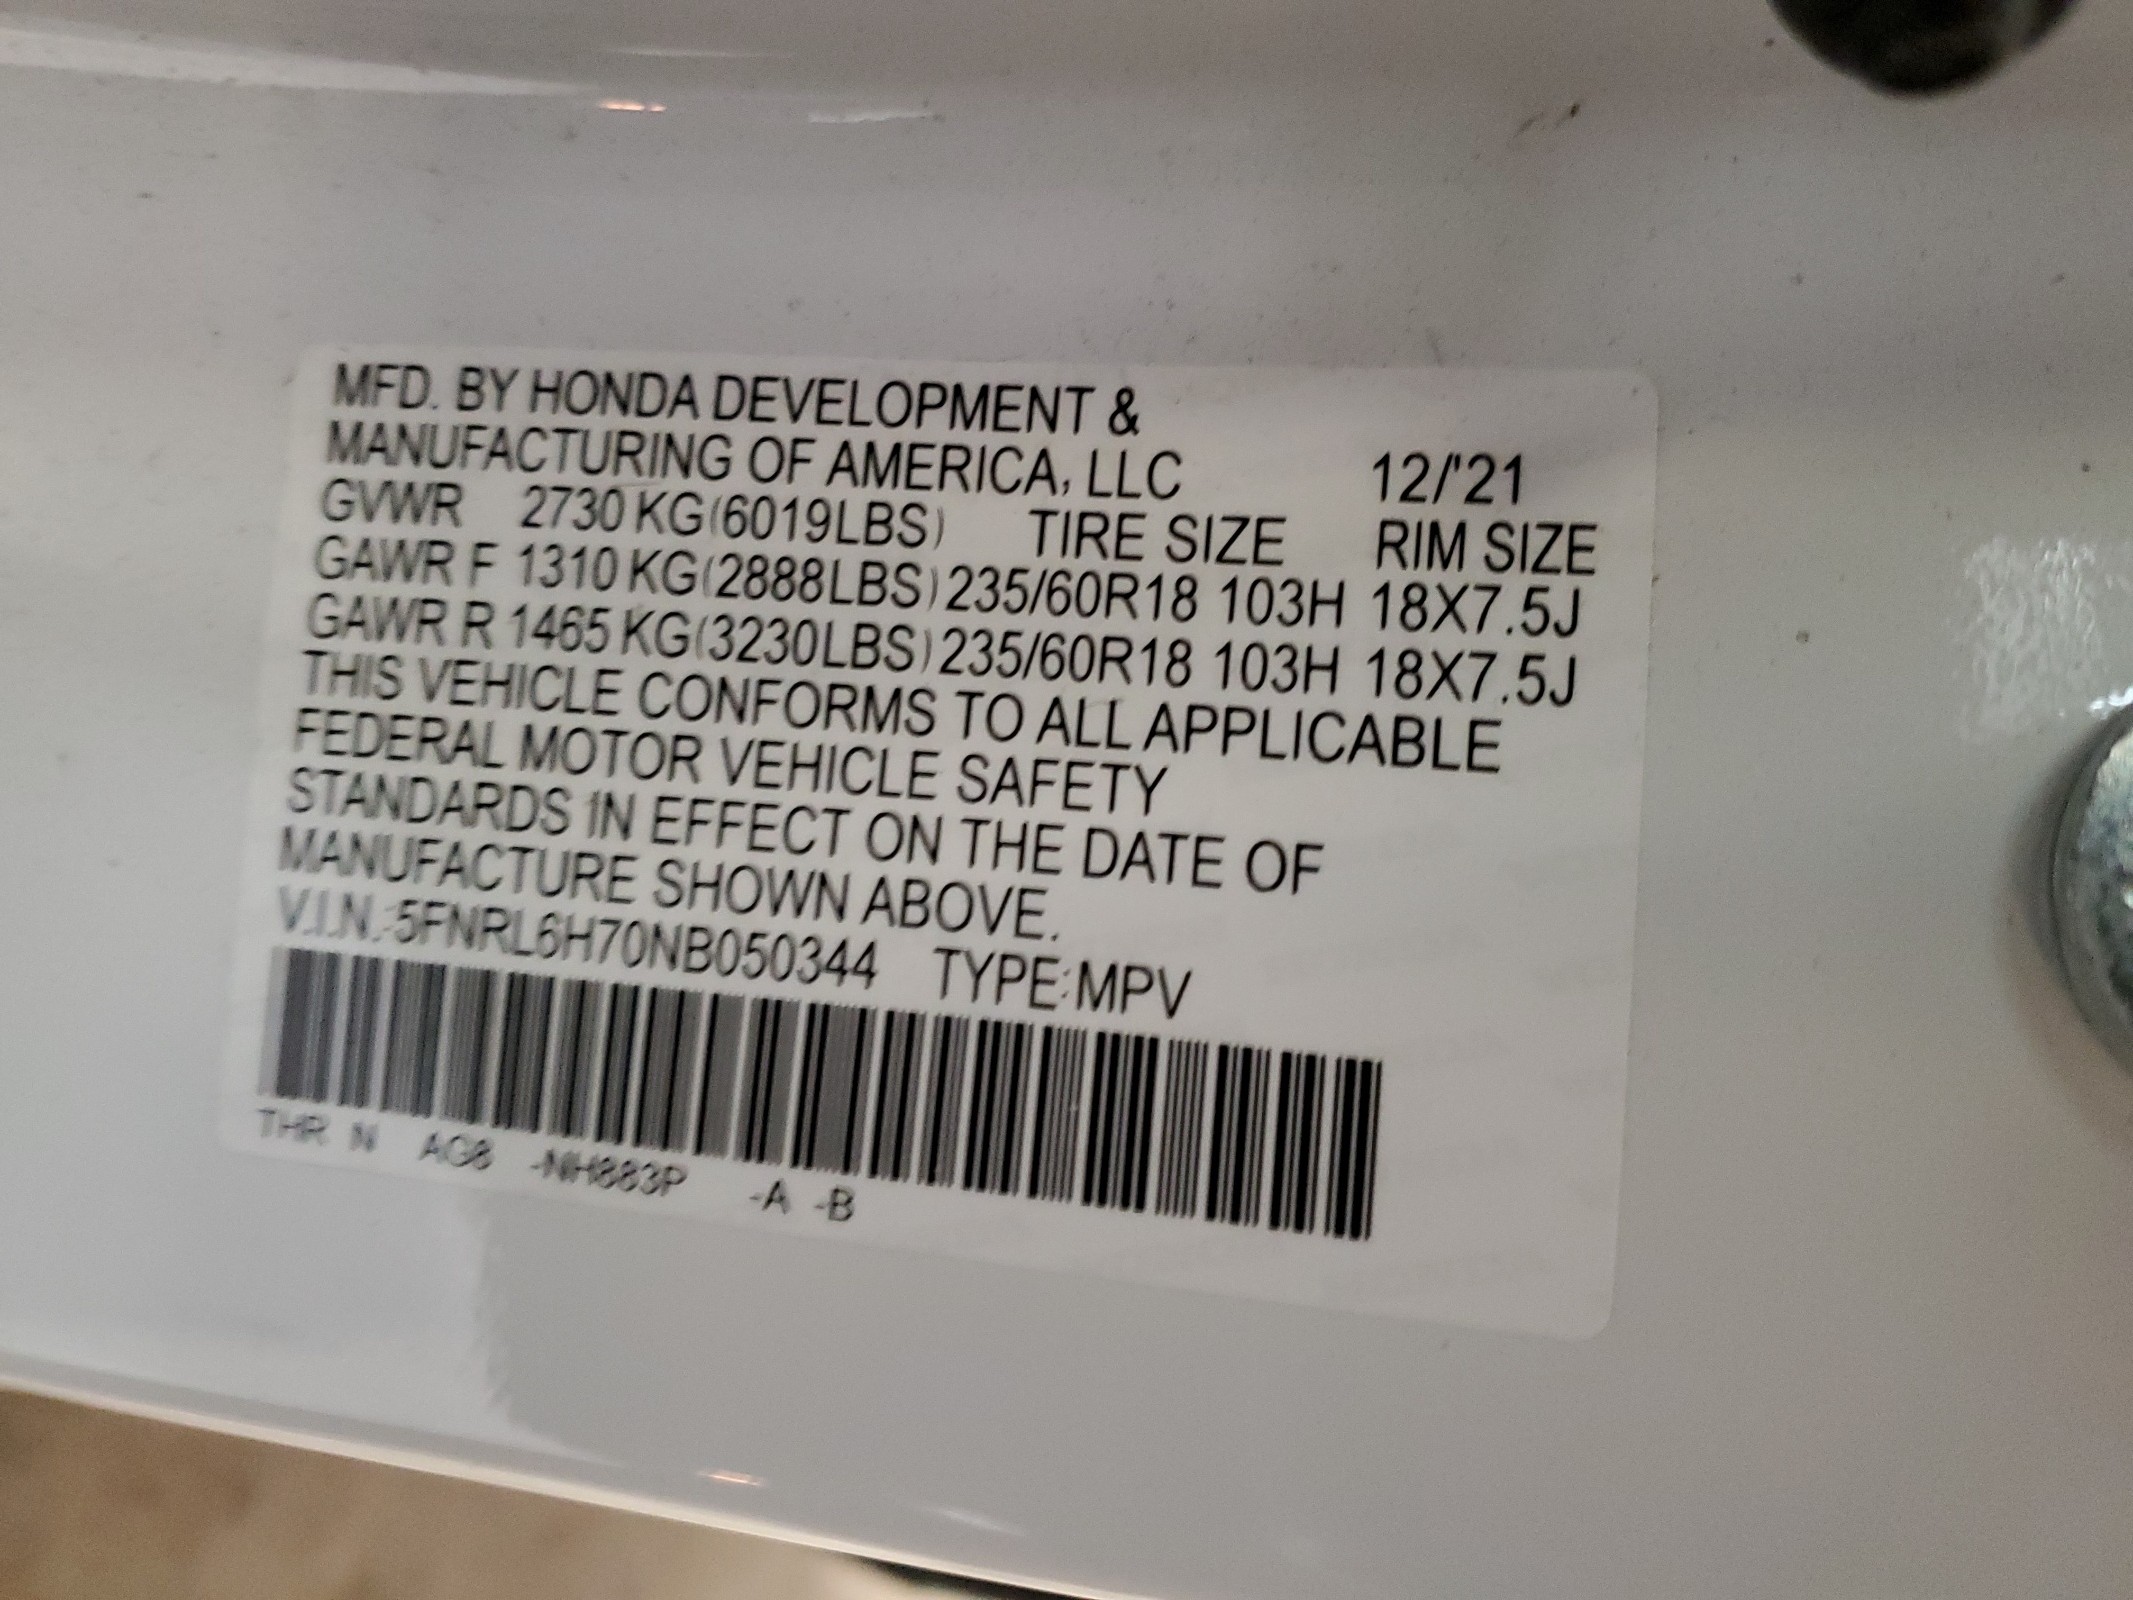 MFD. BY HONDA DEVELOPMENT &
MANUFACTURING OF AMERICA, LLC 12/'21
GVWR 2730 KG(6019LBS) TIRE SIZE RIM SIZE
GAWR F 1310 KG(2888LBS) 235/60R18 103H 18X7.5J
GAWR R 1465 KG(3230LBS) 235/60R18 103H 18X7.5J
THIS VEHICLE CONFORMS TO ALL APPLICABLE
FEDERAL MOTOR VEHICLE SAFETY
STANDARDS IN EFFECT ON THE DATE OF
MANUFACTURE SHOWN ABOVE.
V.I.N.:5FNRL6H70NB050344 TYPE:MPV
THR N AG8 -NH883P -A -B